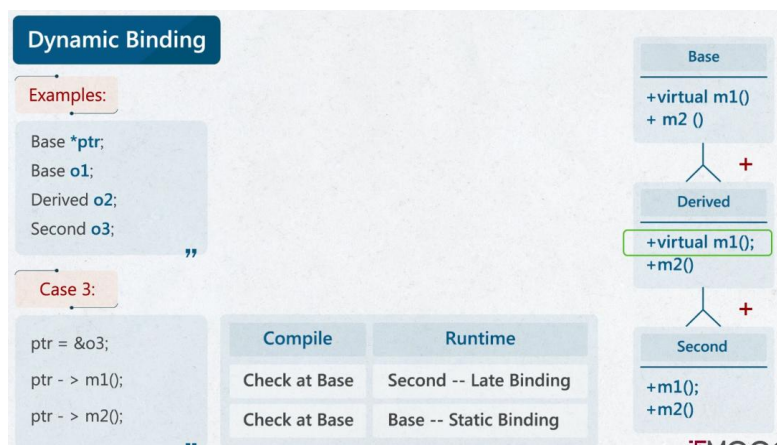 Dynamic Binding
Examples:
Base *ptr;
Base o1;
Derived o2;
Second o3;
”
Case 3:
ptr = &o3;
ptr - > m1();
ptr - > m2();
Compile Runtime
Check at Base Second -- Late Binding
Check at Base Base -- Static Binding
Base
+virtual m1()
+ m2 ()
+
Derived
+virtual m1();
+m2()
+
Second
+m1();
+m2()